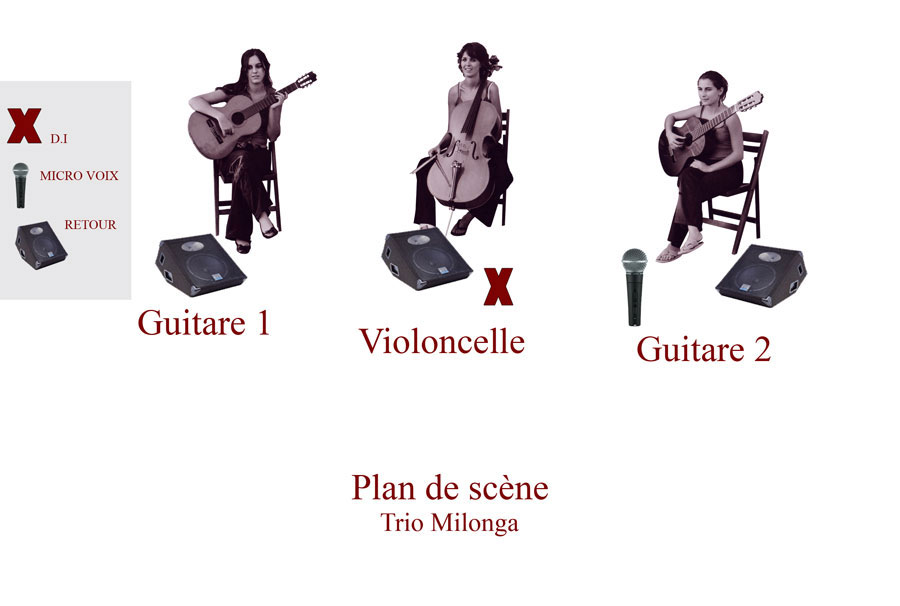 D.I
MICRO VOIX
RETOUR
Guitare 1
Violoncelle
Guitare 2
Plan de scène
Trio Milonga